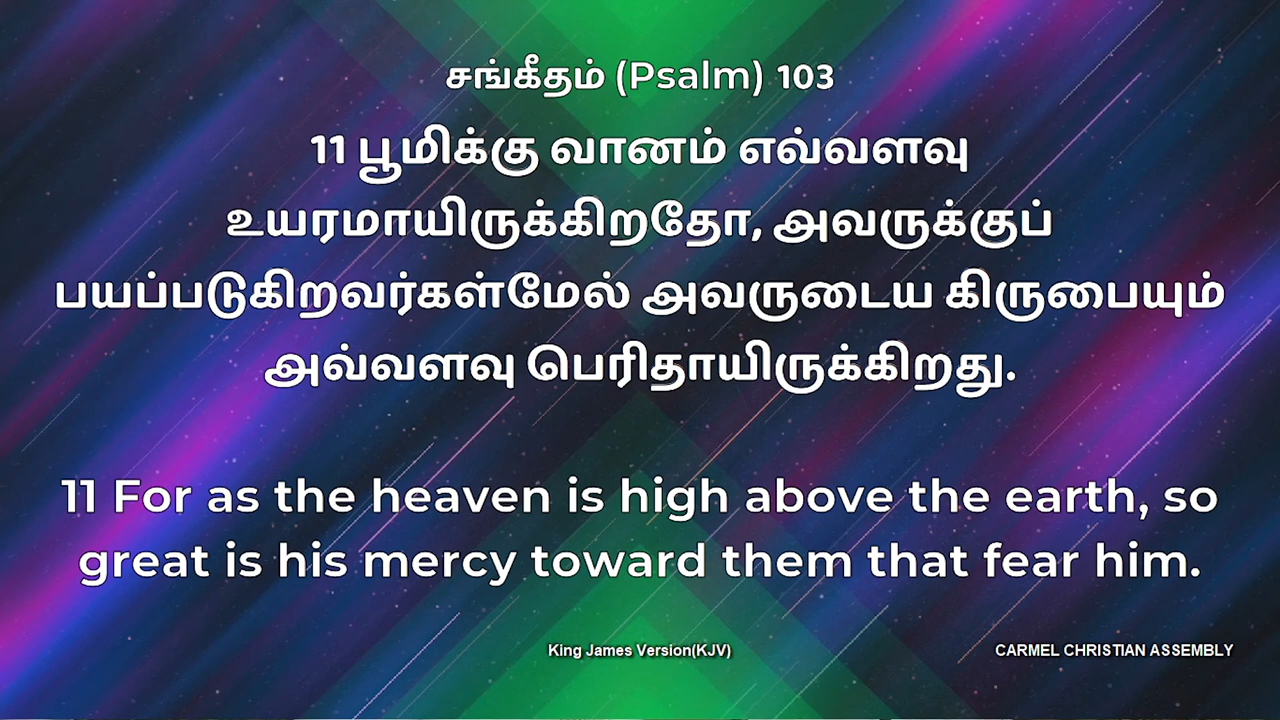 சங்கீதம் (Psalm) 103
11 பூமிக்கு வானம் எவ்வளவு
உயரமாயிருக்கிறதோ, அவருக்குப்
பயப்படுகிறவர்கள்மேல் அவருடைய கிருபையும்
அவ்வளவு பெரிதாயிருக்கிறது.
11 For as the heaven is high above the earth, so
great is his mercy toward them that fear him.
King James Version(KJV)
CARMEL CHRISTIAN ASSEMBLY